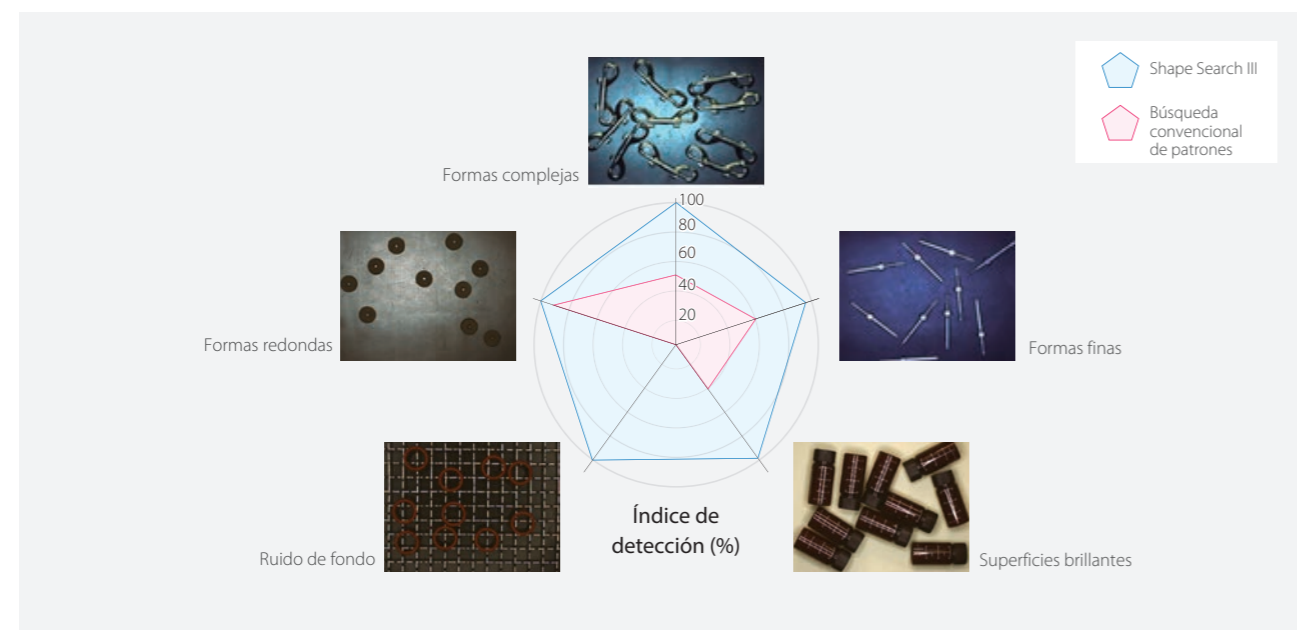 Shape Search III
Búsqueda
convencional
de patrones
Formas complejas
100
80
60
40
20
Formas redondas
Formas finas
Ruido de fondo
Índice de
detección (%)
Superficies brillantes